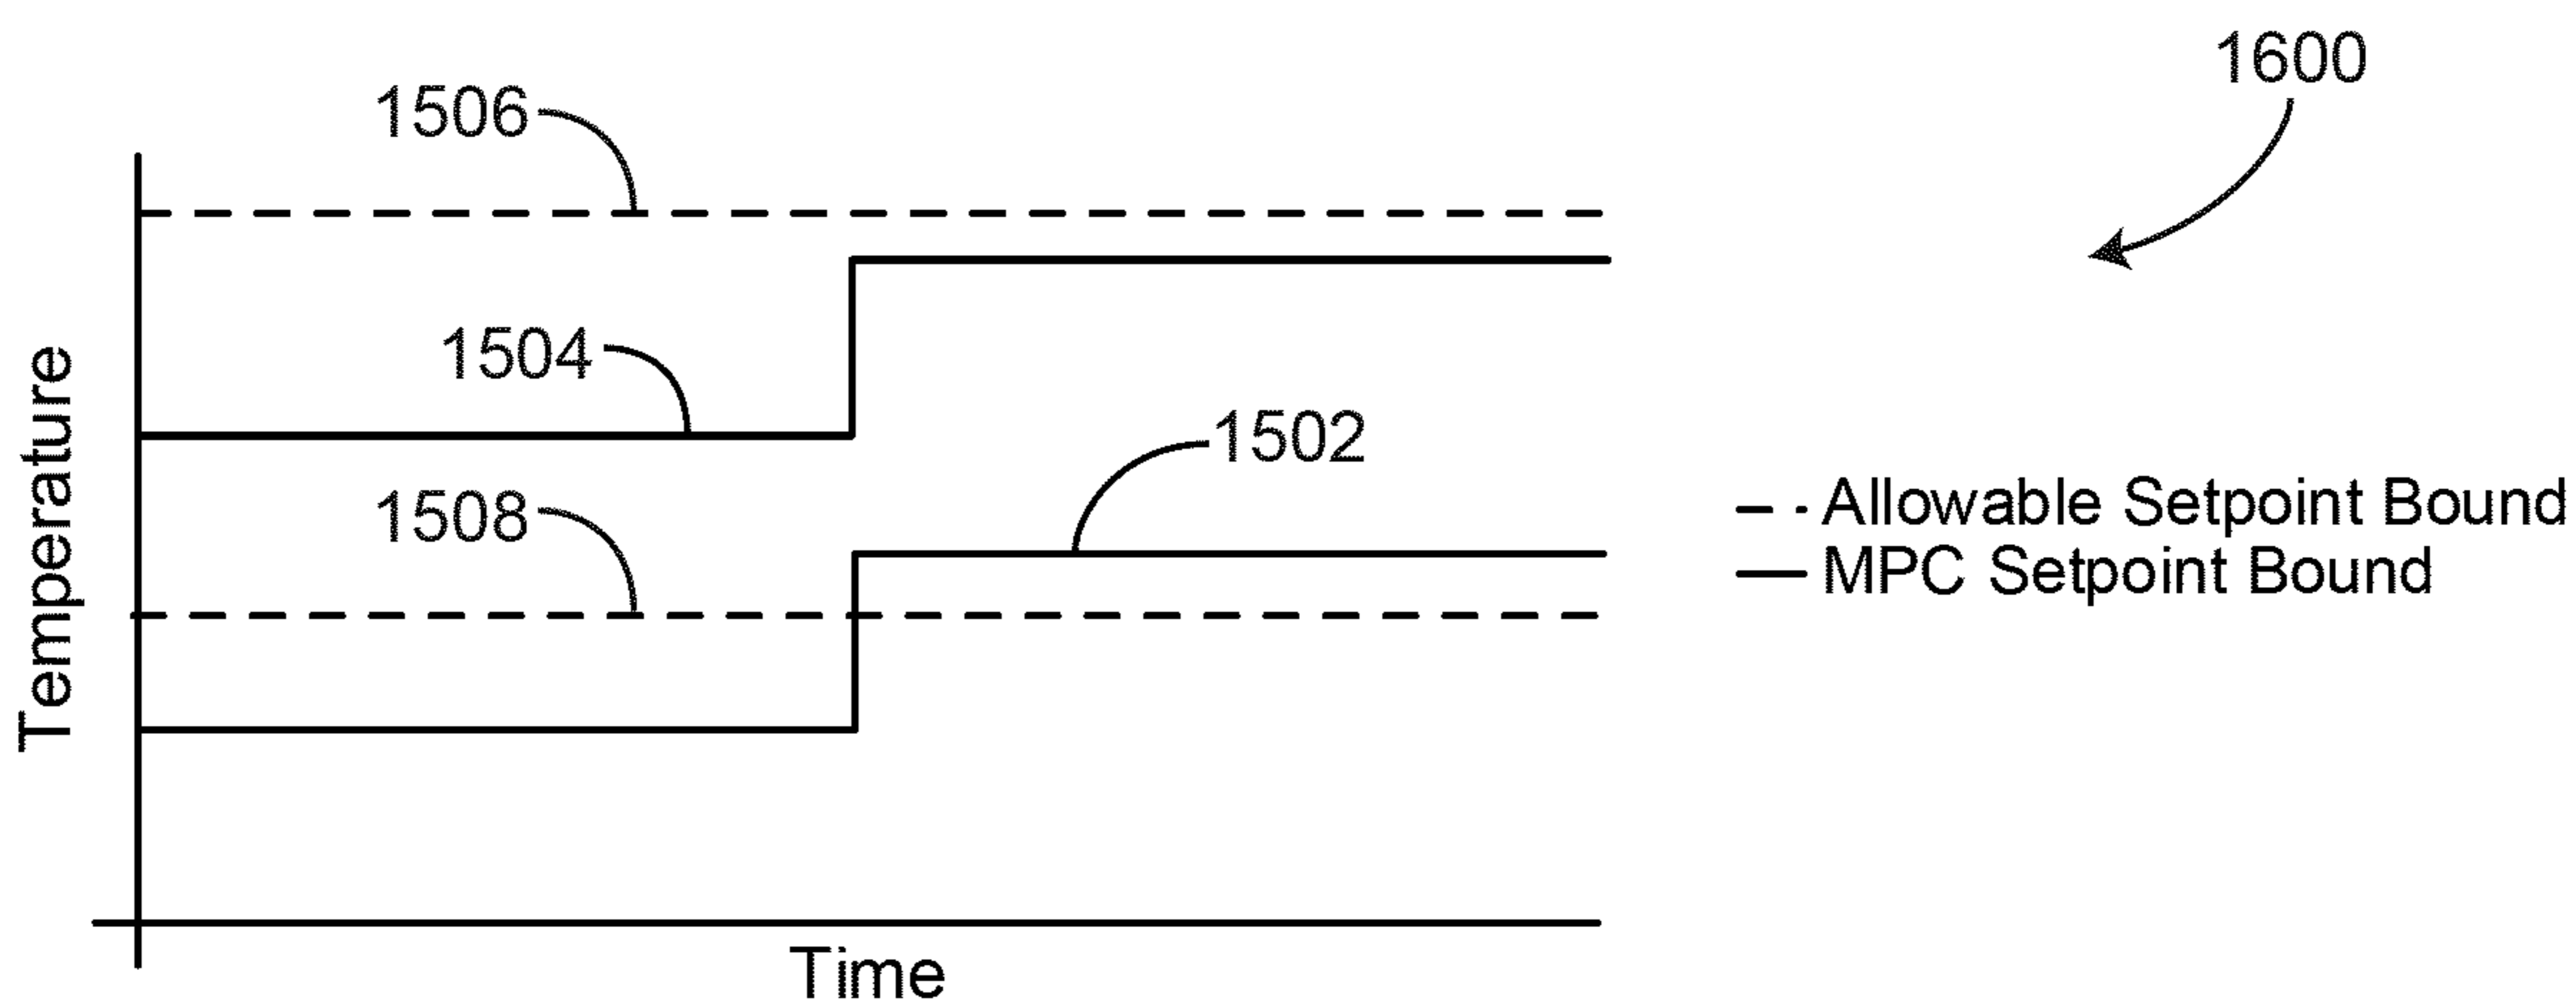 1600
1506
1504
1502
1508
Allowable Setpoint Bound
MPC Setpoint Bound
Temperature
Time